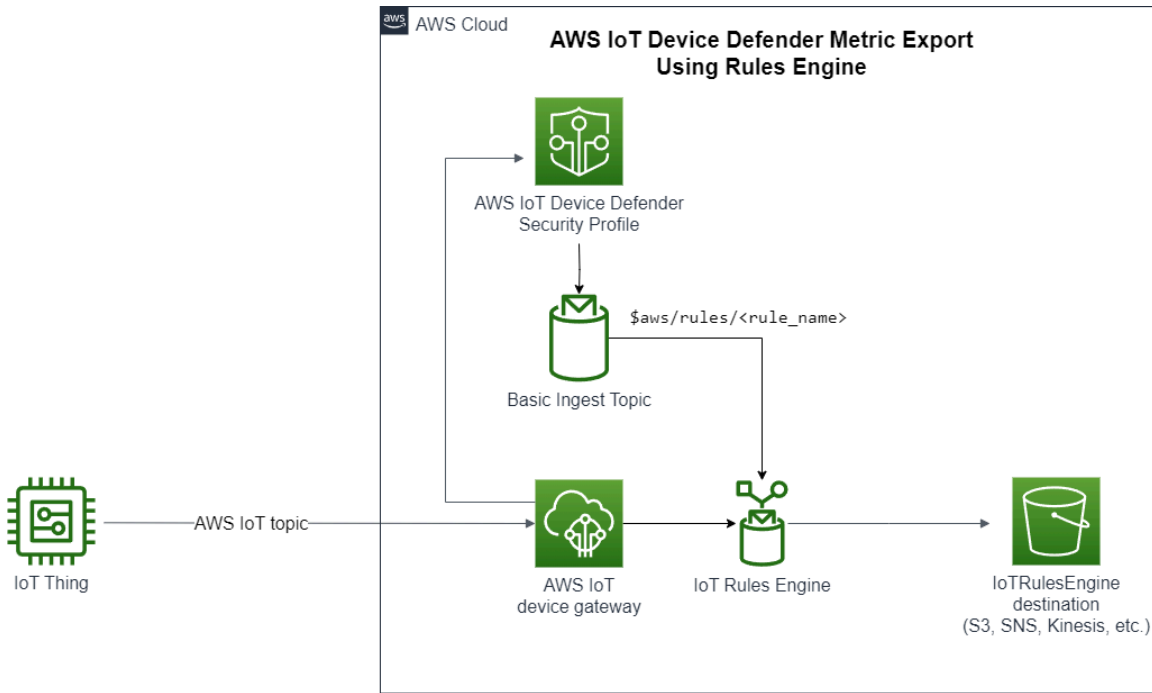 aws
AWS Cloud
AWS IoT Device Defender Metric Export
Using Rules Engine
AWS IoT Device Defender
Security Profile
$aws/rules/<rule_name>
Basic Ingest Topic
AWS IoT topic
IoT Thing
AWS IoT
device gateway
IoT Rules Engine
IoTRulesEngine
destination
(S3, SNS, Kinesis, etc.)